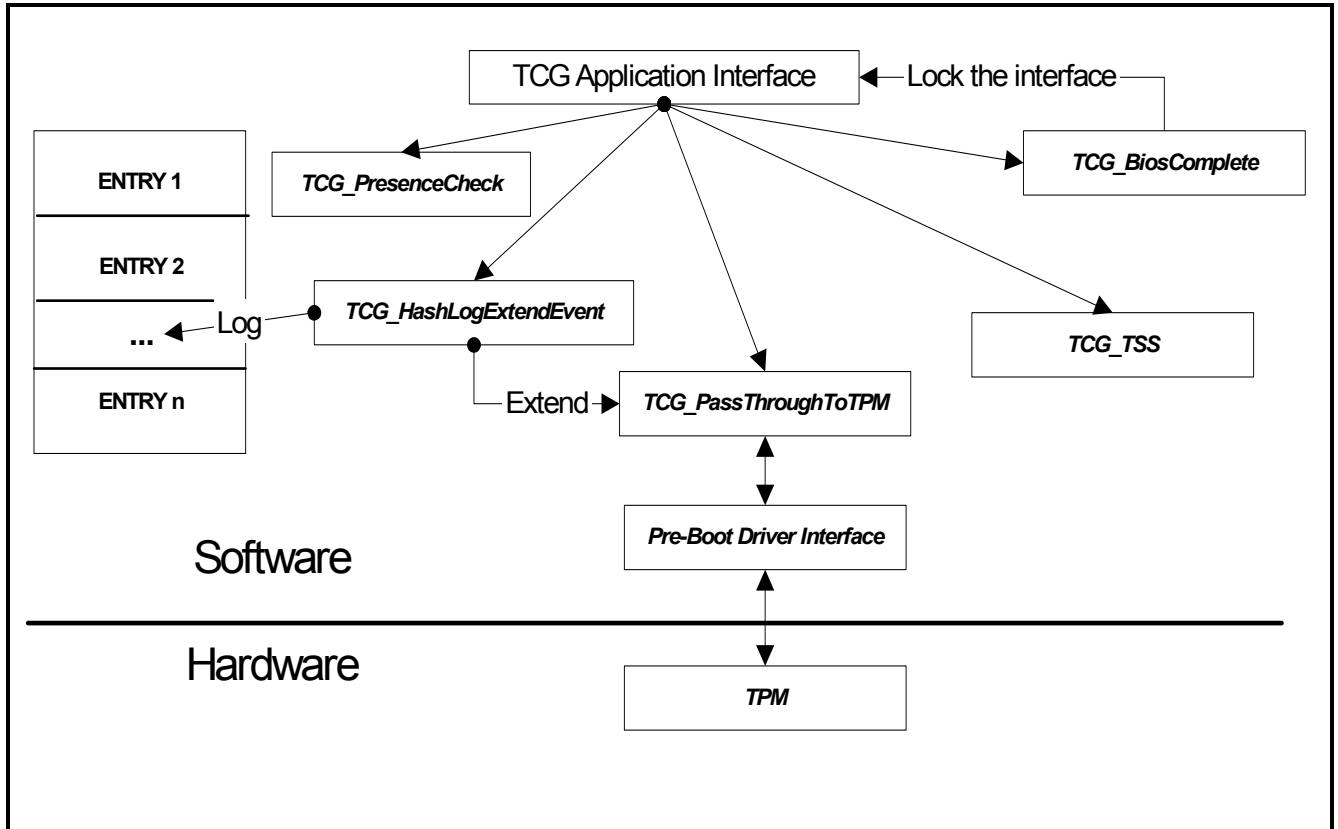 TCG Application Interface
Lock the interface
TCG_PresenceCheck
TCG_BiosComplete
ENTRY 1
ENTRY 2
...
ENTRY n
Log
TCG_HashLogExtendEvent
TCG_TSS
Extend
TCG_PassThroughToTPM
Pre-Boot Driver Interface
Software
Hardware
TPM